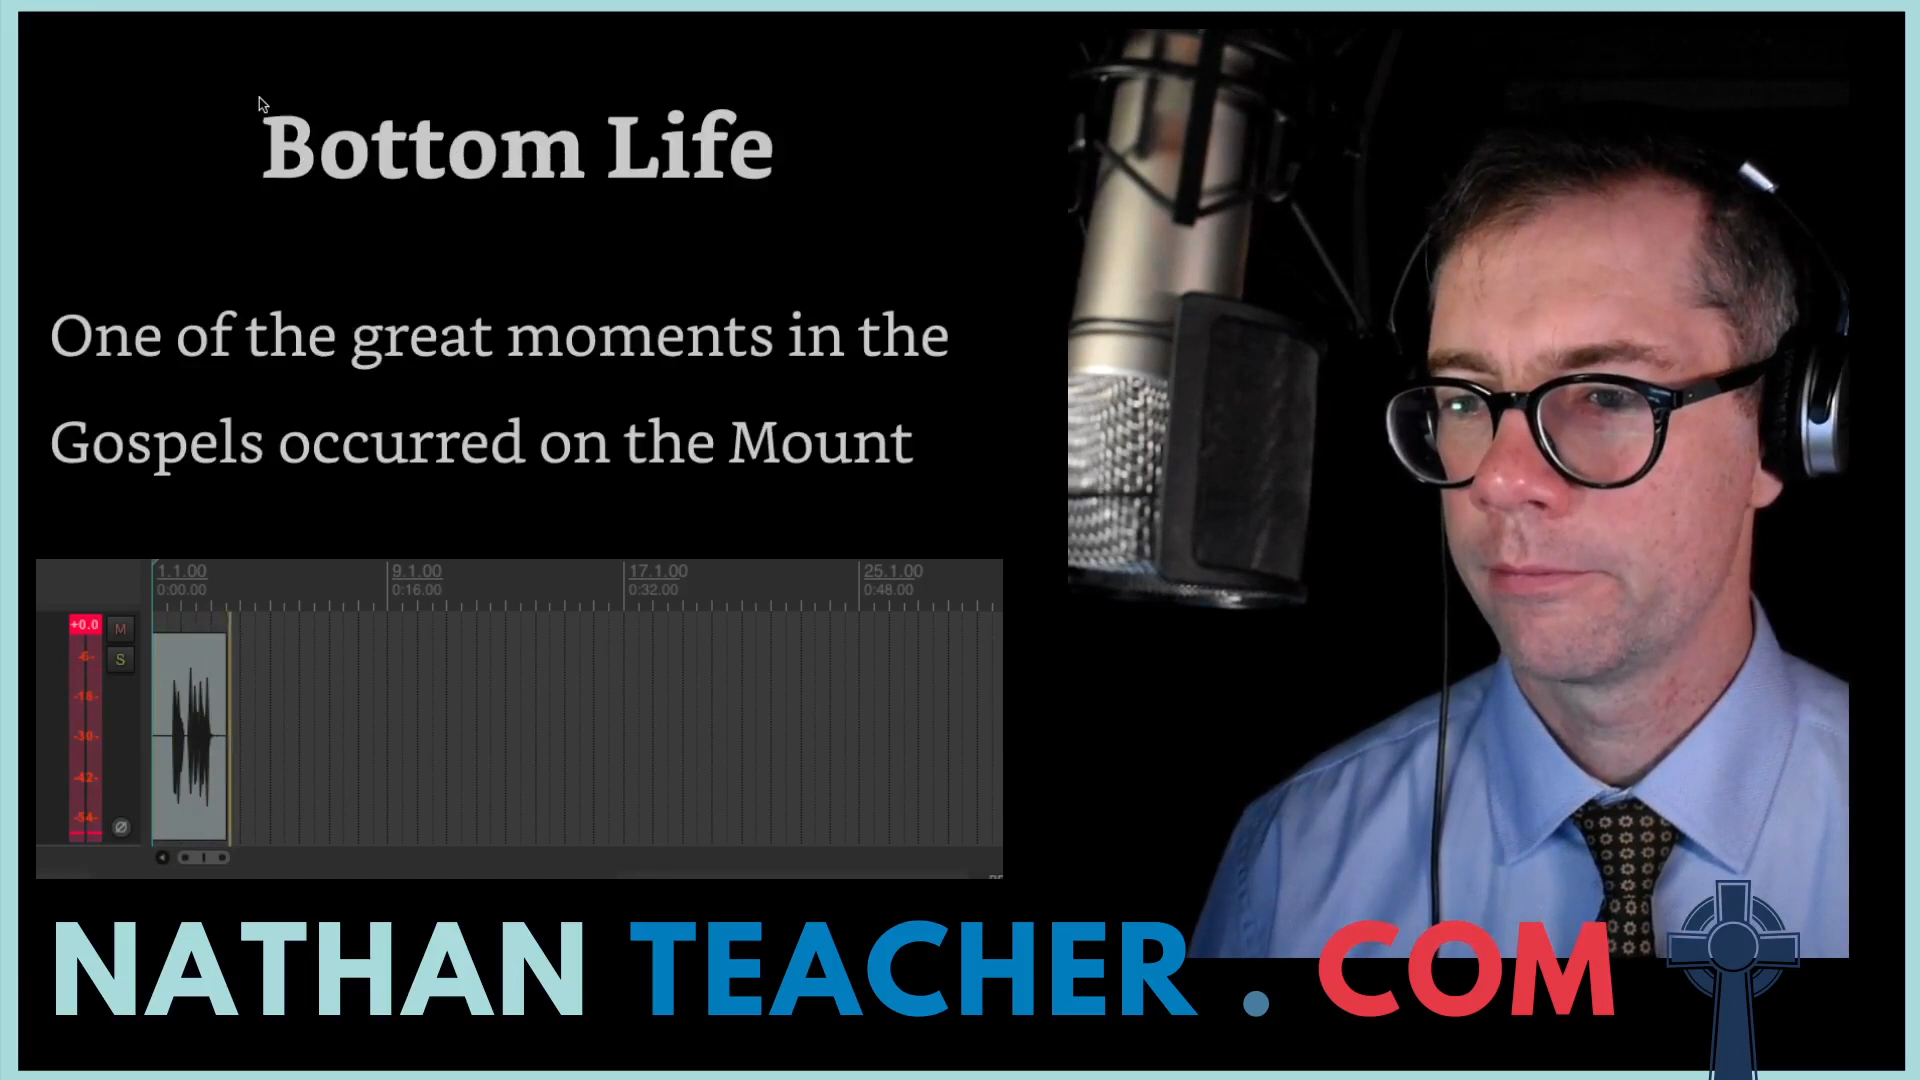 Bottom Life
One of the great moments in the
Gospels occurred on the Mount
1.1.00 9.1.00 17.1.00 25.1.00
0:00.00 0:16.00 0:32.00 0:48.00
+0.0 M
-6- S
-18-
-30-
-42-
-54-
NATHAN TEACHER . COM